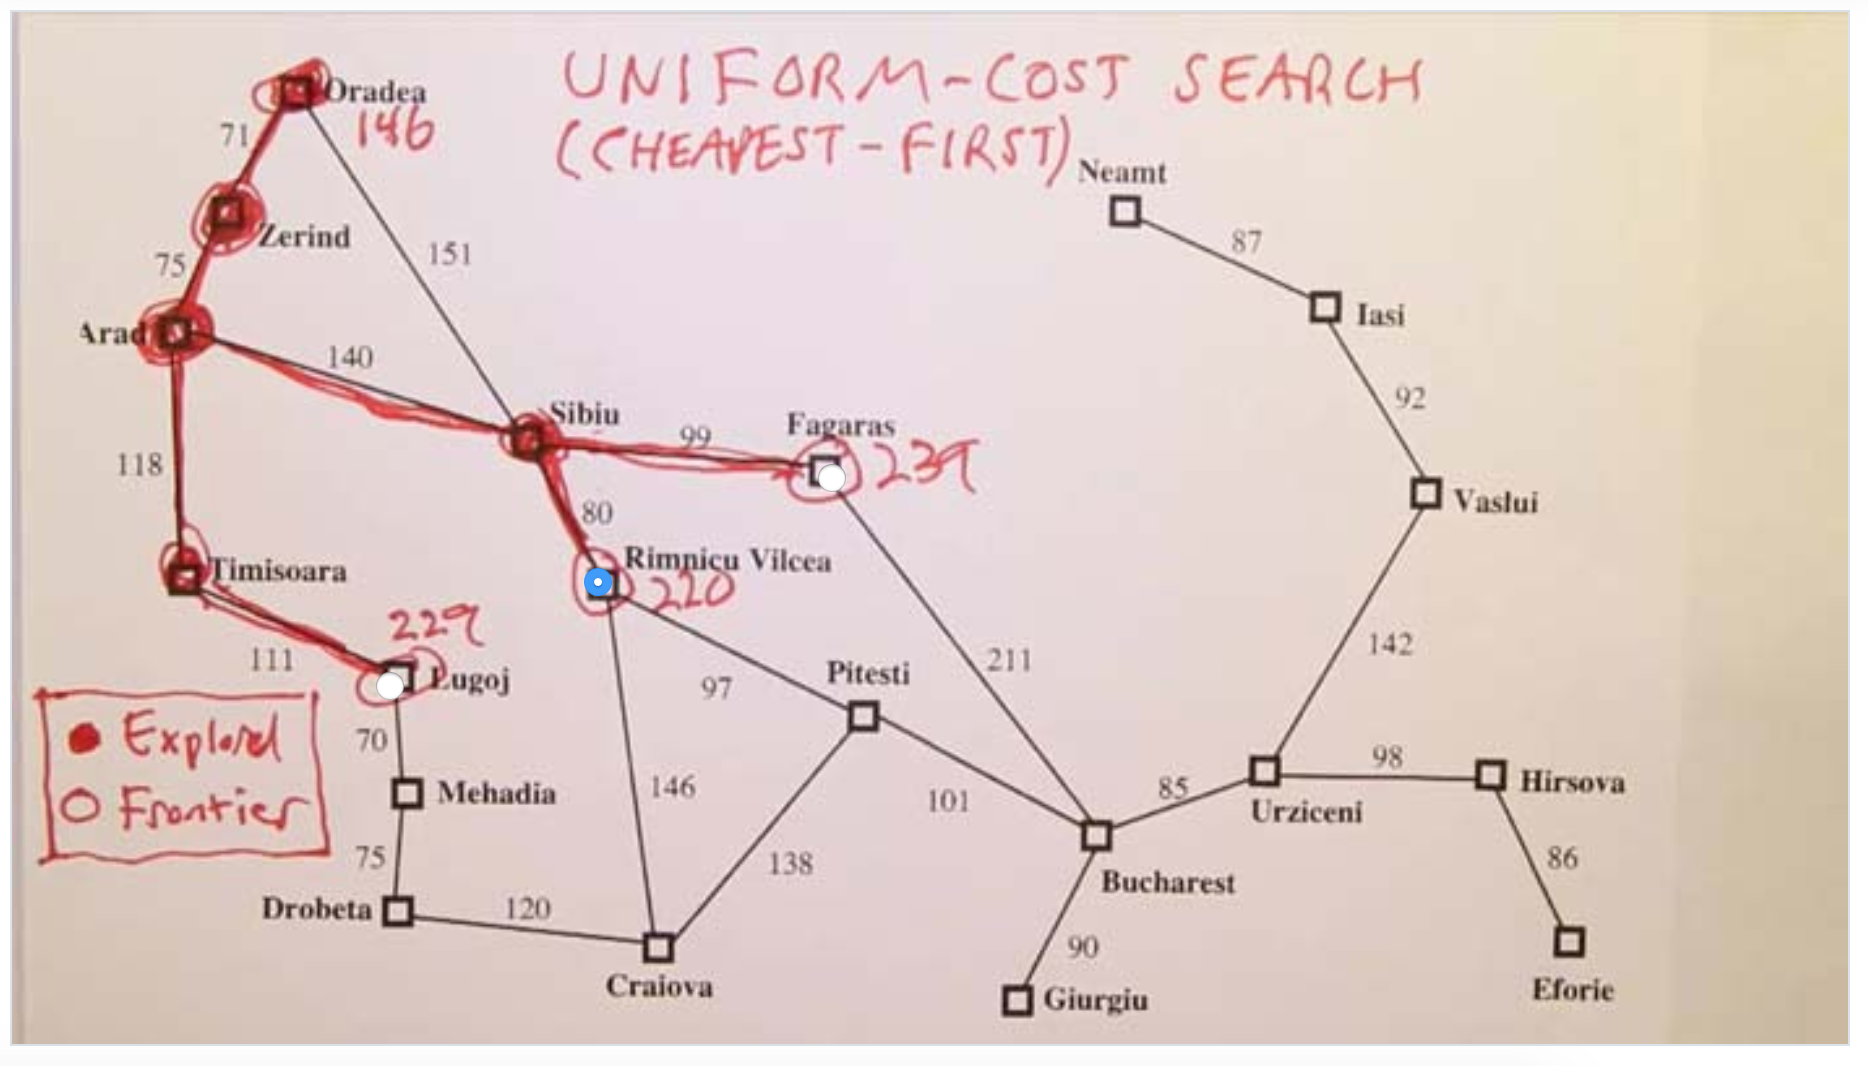 UNIFORM-COST SEARCH
(CHEAPEST-FIRST)
Oradea
146
71
Neamt
Zerind
87
151
75
Iasi
Arad
140
92
Sibiu
Fagaras
99
239
118
Vaslui
80
Rimnicu Vilcea
Timisoara
220
229
142
111
211
Pitesti
Lugoj
97
Explored
70
98
Hirsova
Mehadia
146
101
85
Urziceni
Frontier
75
138
86
Bucharest
Drobeta
120
90
Craiova
Giurgiu
Eforie